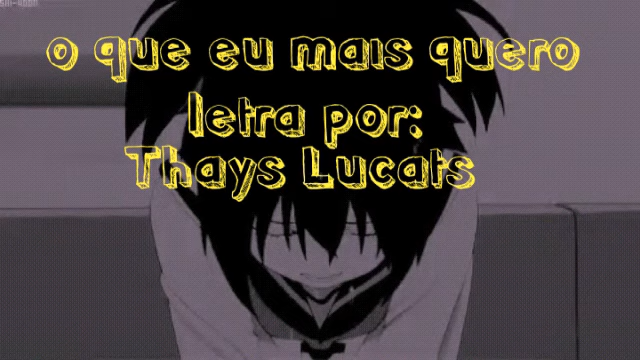 o que eu mais quero
letra por:
Thays Lucats